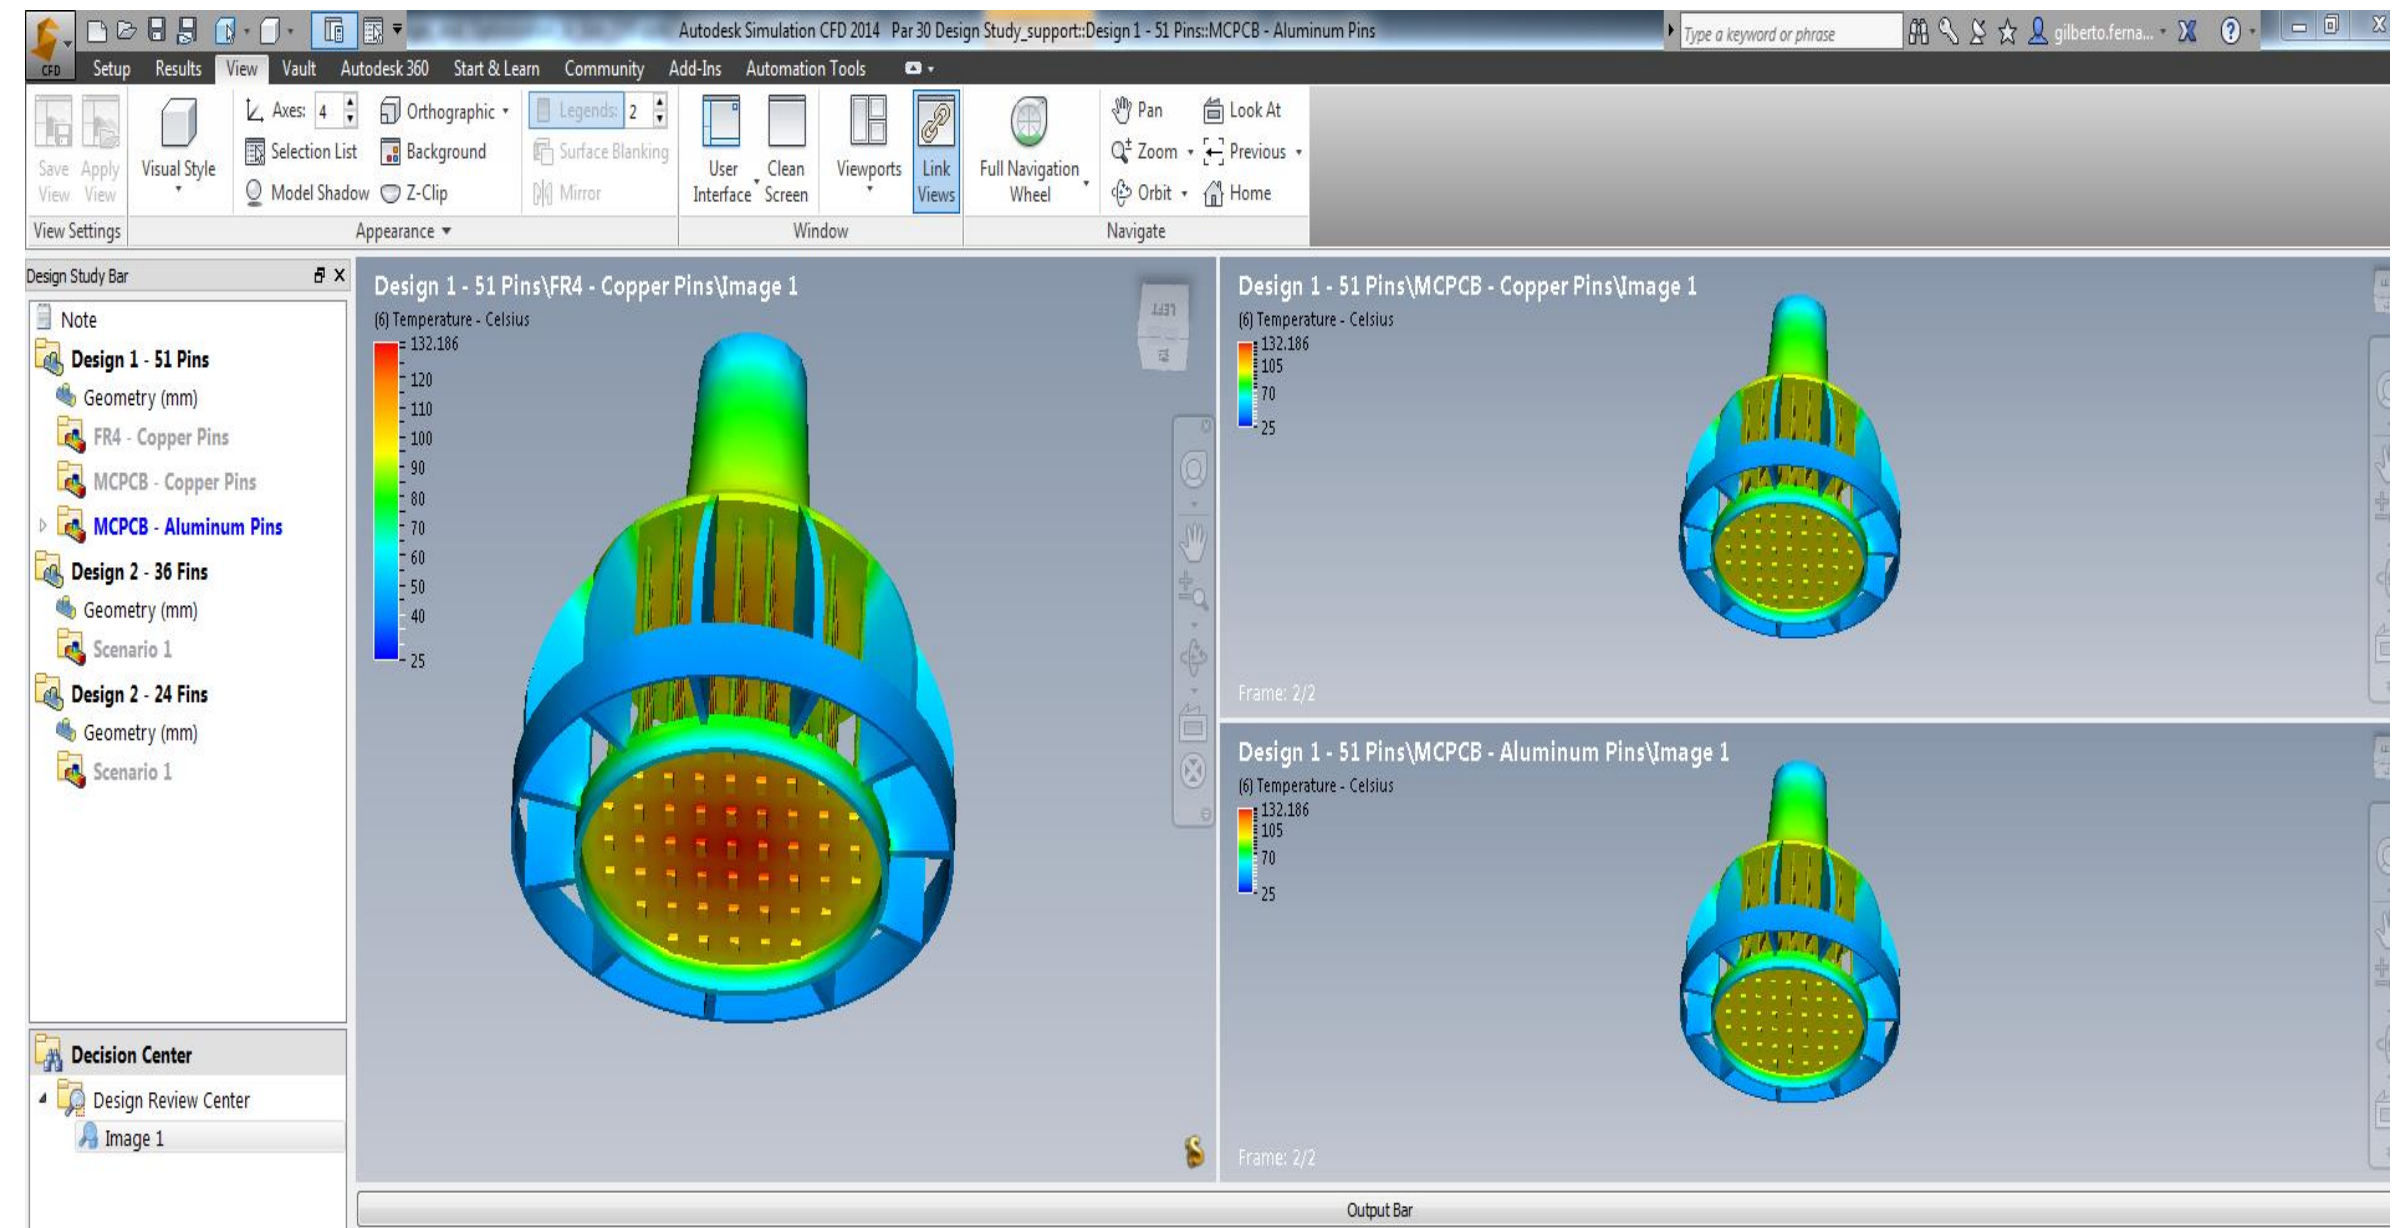 Autodesk Simulation CFD 2014 Par 30 Design Study_support::Design 1 - 51 Pins::MCPCB - Aluminum Pins
Type a keyword or phrase
gilberto.ferna...
CFD
Setup Results View Vault Autodesk 360 Start & Learn Community Add-Ins Automation Tools
Save View
Apply View
Visual Style
Axes: 4
Selection List
Model Shadow
Orthographic
Background
Z-Clip
Legends: 2
Surface Blanking
Mirror
User Interface
Clean Screen
Viewports
Link Views
Full Navigation Wheel
Pan
Zoom
Orbit
Look At
Previous
Home
View Settings
Appearance
Window
Navigate
Design Study Bar
Note
Design 1 - 51 Pins
Geometry (mm)
FR4 - Copper Pins
MCPCB - Copper Pins
MCPCB - Aluminum Pins
Design 2 - 36 Fins
Geometry (mm)
Scenario 1
Design 2 - 24 Fins
Geometry (mm)
Scenario 1
Decision Center
Design Review Center
Image 1
Design 1 - 51 Pins\FR4 - Copper Pins\Image 1
(6) Temperature - Celsius
132.186
120
110
100
90
80
70
60
50
40
25
LEFT
Design 1 - 51 Pins\MCPCB - Copper Pins\Image 1
(6) Temperature - Celsius
132.186
105
70
25
Frame: 2/2
Design 1 - 51 Pins\MCPCB - Aluminum Pins\Image 1
(6) Temperature - Celsius
132.186
105
70
25
Frame: 2/2
Output Bar